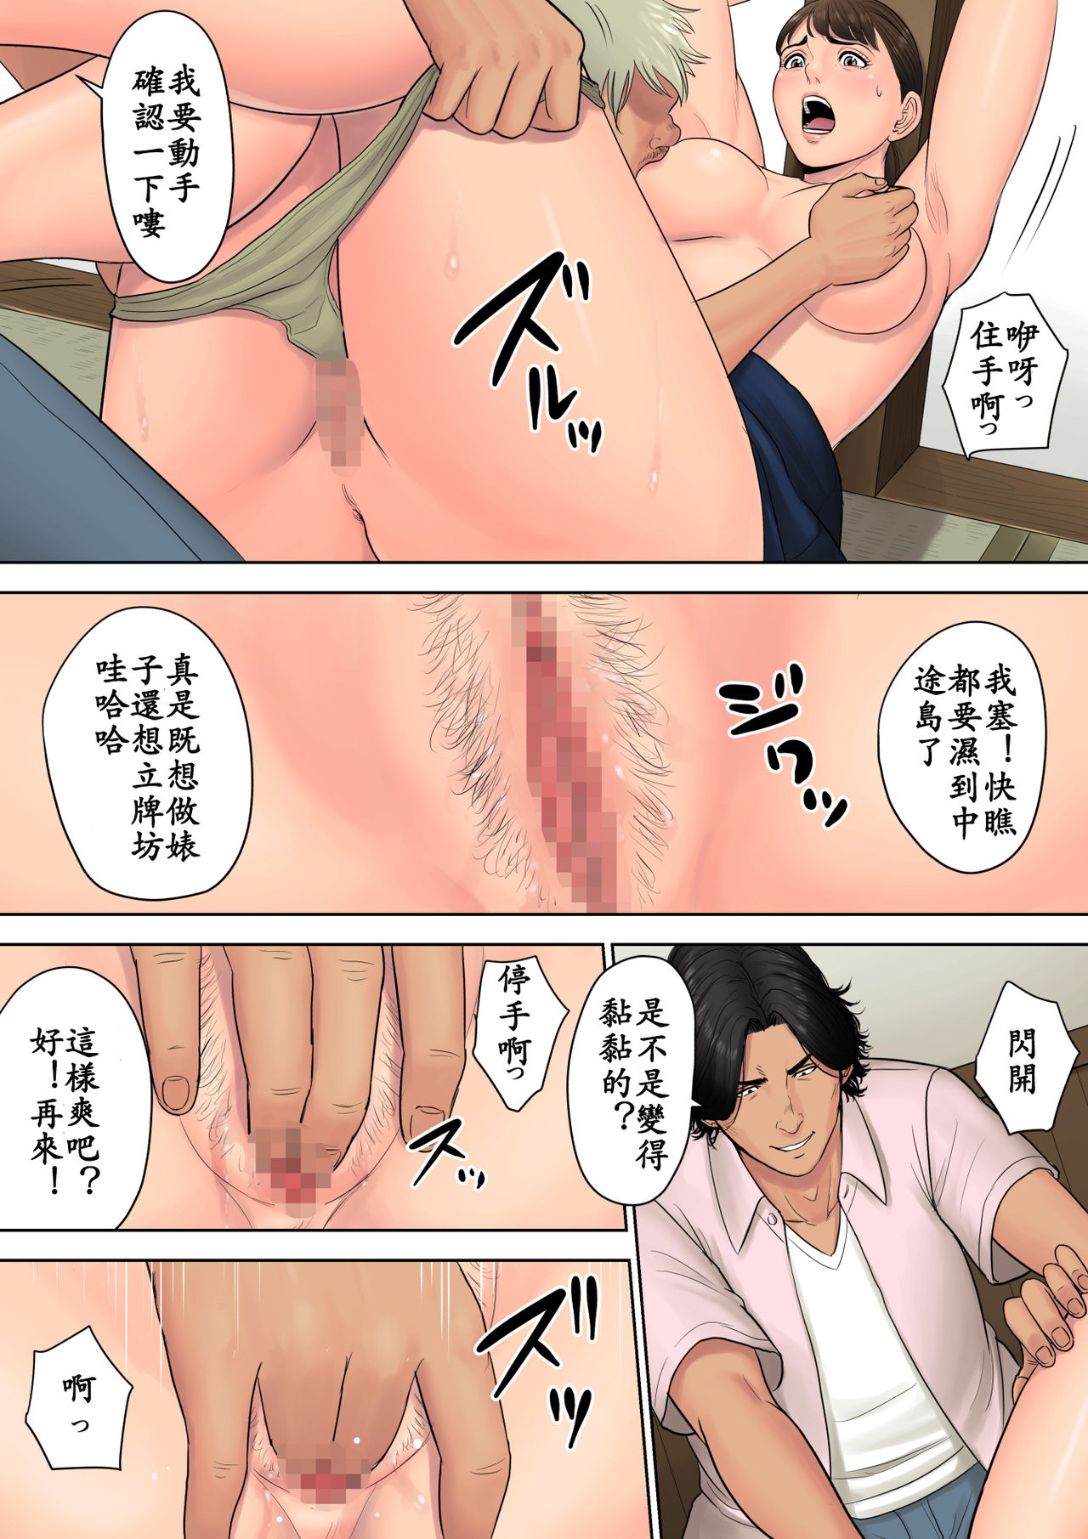 咿呀っ
住手啊っ
我要動手
確認一下嘍
ズルッ
我塞！快瞧
都要濕到中
途島了
ジワッ
真是既想做婊
子還想立牌坊
哇哈哈
閃開
是不是變得
黏黏的？
停手啊っ
ズッ…
這樣爽吧？
好！再來！
ズズッ
啊っ